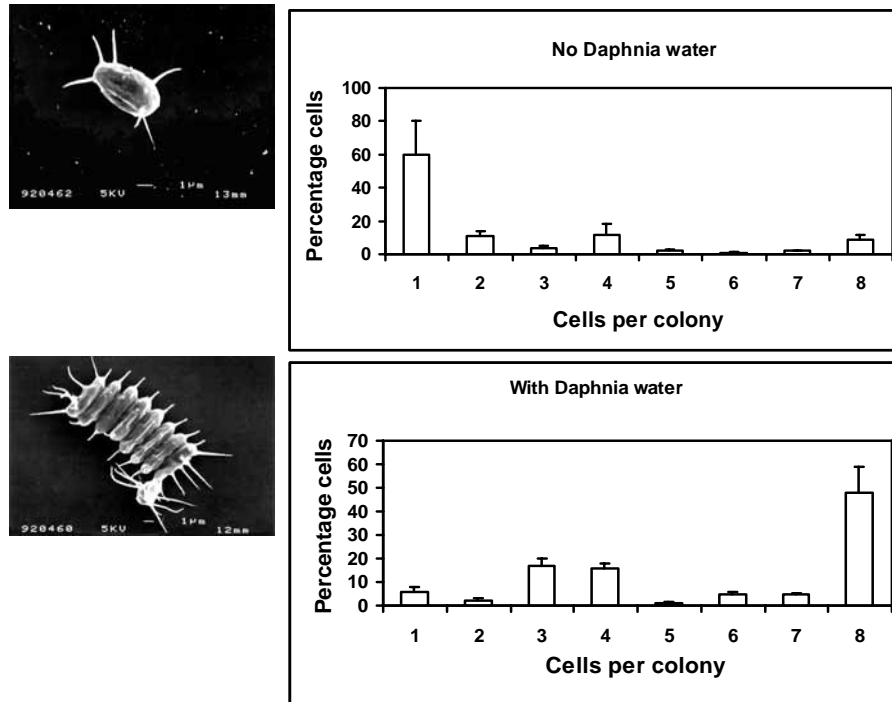 920462 5KV 1µm 13mm
No Daphnia water
Percentage cells
100
80
60
40
20
0
1 2 3 4 5 6 7 8
Cells per colony
920460 5KV 1µm 12mm
With Daphnia water
Percentage cells
70
60
50
40
30
20
10
0
1 2 3 4 5 6 7 8
Cells per colony